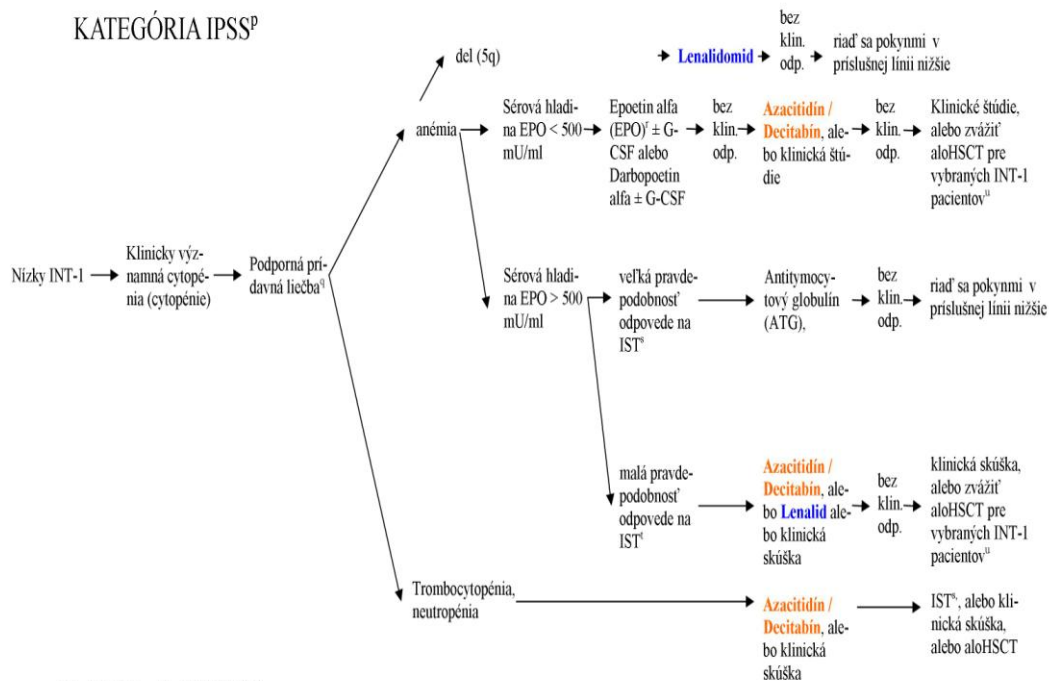 KATEGÓRIA IPSSᵖ
del (5q)
Lenalidomid
bez
klin.
odp.
riaď sa pokynmi v
príslušnej línii nižšie
anémia
Sérová hladi-
na EPO < 500
mU/ml
Epoetin alfa
(EPO)ʳ ± G-
CSF alebo
Darbopoetin
alfa ± G-CSF
bez
klin.
odp.
Azacitidín /
Decitabín, ale-
bo klinická štú-
die
bez
klin.
odp.
Klinické štúdie,
alebo zvážiť
aloHSCT pre
vybraných INT-1
pacientovᵘ
Nízky INT-1
Klinicky výz-
namná cytopé-
nia (cytopénie)
Podporná prí-
davná liečba^q
Sérová hladi-
na EPO > 500
mU/ml
veľká pravde-
podobnosť
odpovede na
ISTˢ
Antitymocy-
tový globulín
(ATG),
bez
klin.
odp.
riaď sa pokynmi v
príslušnej línii nižšie
malá pravde-
podobnosť
odpovede na
ISTᵗ
Azacitidín /
Decitabín, ale-
bo Lenalid ale-
bo klinická
skúška
bez
klin.
odp.
klinická skúška,
alebo zvážiť
aloHSCT pre
vybraných INT-1
pacientovᵘ
Trombocytopénia,
neutropénia
Azacitidín /
Decitabín, ale-
bo klinická
skúška
ISTˢ, alebo kli-
nická skúška,
alebo aloHSCT